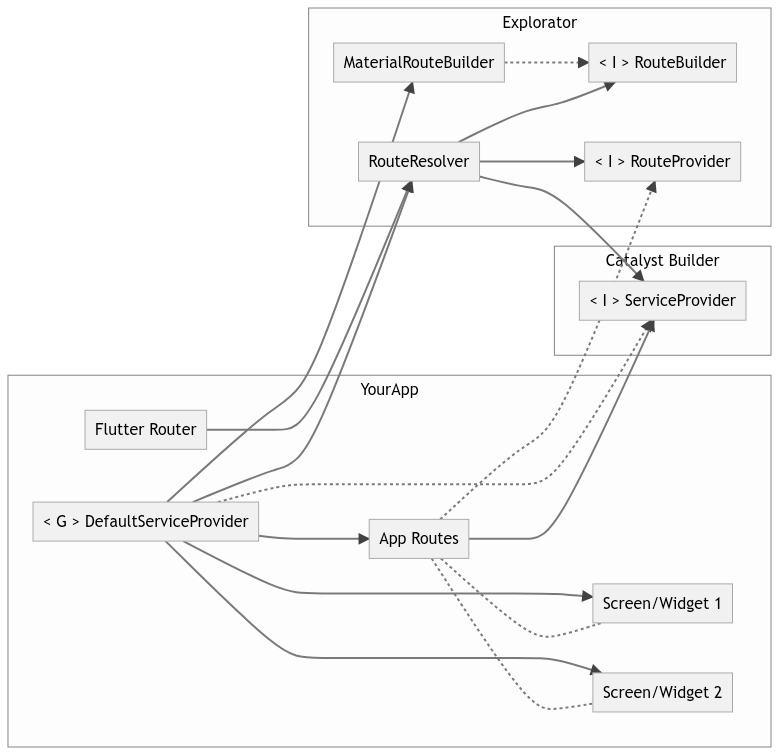 Explorator
MaterialRouteBuilder
< I > RouteBuilder
RouteResolver
< I > RouteProvider
Catalyst Builder
< I > ServiceProvider
YourApp
Flutter Router
< G > DefaultServiceProvider
App Routes
Screen/Widget 1
Screen/Widget 2